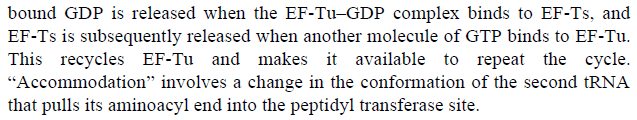 bound GDP is released when the EF-Tu–GDP complex binds to EF-Ts, and
EF-Ts is subsequently released when another molecule of GTP binds to EF-Tu.
This recycles EF-Tu and makes it available to repeat the cycle.
“Accommodation” involves a change in the conformation of the second tRNA
that pulls its aminoacyl end into the peptidyl transferase site.